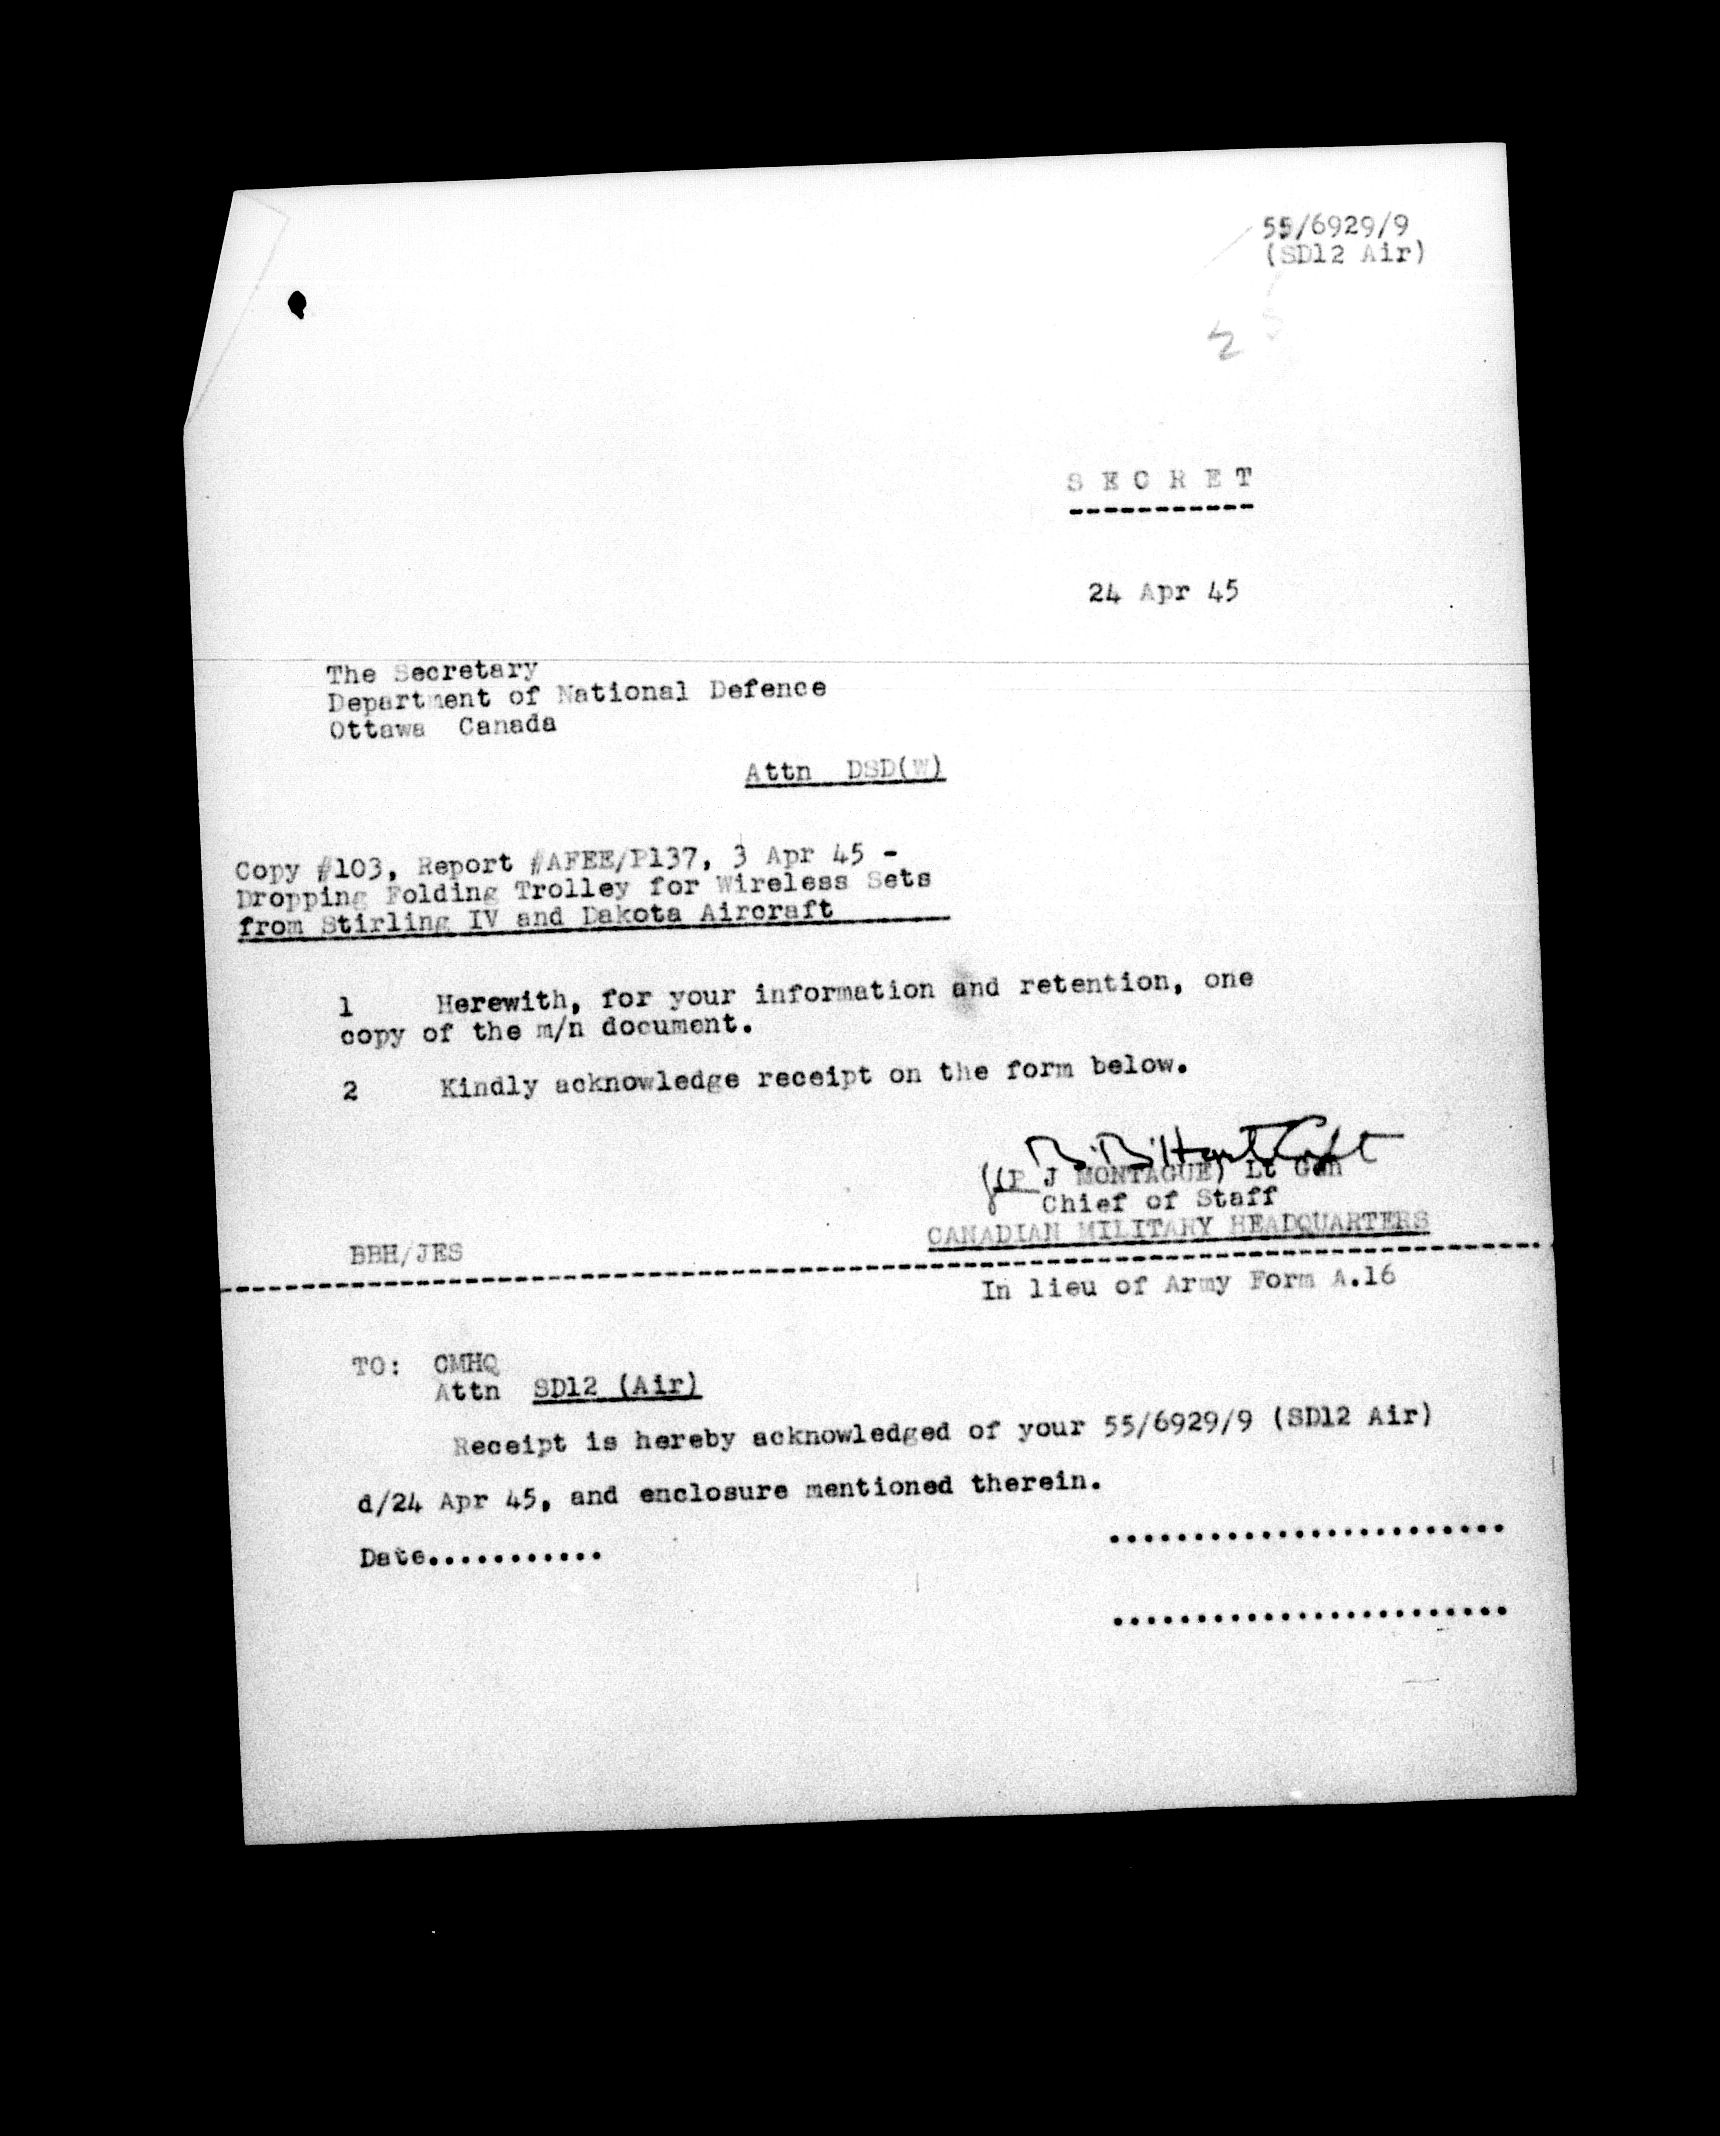 55/6929/9
(SD12 Air)
S E C R E T
-----------
24 Apr 45
The Secretary
Department of National Defence
Ottawa Canada
Attn DSD(W)
Copy #103, Report #AFEE/P137, 3 Apr 45 -
Dropping Folding Trolley for Wireless Sets
from Stirling IV and Dakota Aircraft
1 Herewith, for your information and retention, one
copy of the m/n document.
2 Kindly acknowledge receipt on the form below.
(P J MONTAGUE) Lt Gen
Chief of Staff
CANADIAN MILITARY HEADQUARTERS
BBH/JES
In lieu of Army Form A.16
TO: CMHQ
Attn SD12 (Air)
Receipt is hereby acknowledged of your 55/6929/9 (SD12 Air)
d/24 Apr 45, and enclosure mentioned therein.
........................
Date...........
........................